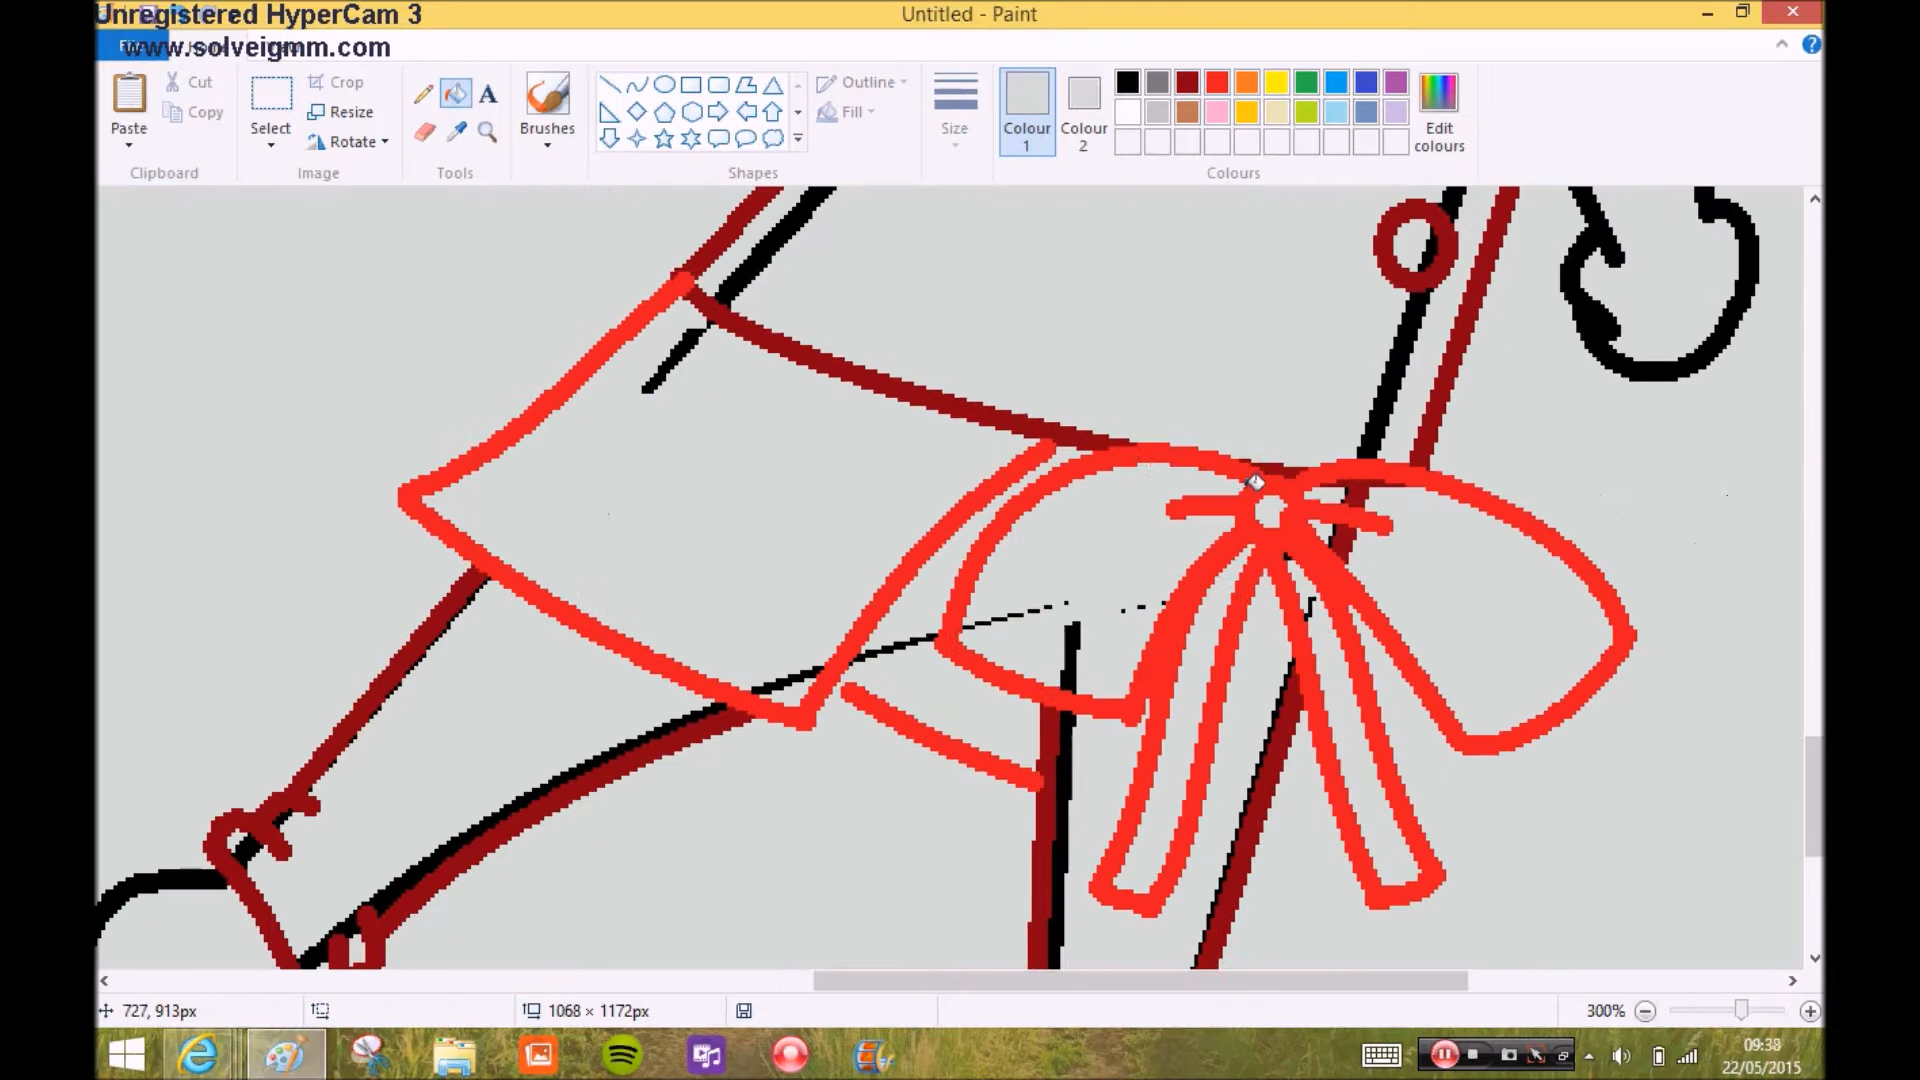 Unregistered HyperCam 3
www.solveigmm.com
Untitled - Paint
Paste
Cut
Copy
Clipboard
Select
Crop
Resize
Rotate
Image
A
Tools
Brushes
Shapes
Outline
Fill
Size
Colour 1
Colour 2
Edit colours
Colours
727, 913px
1068 × 1172px
300%
09:38
22/05/2015